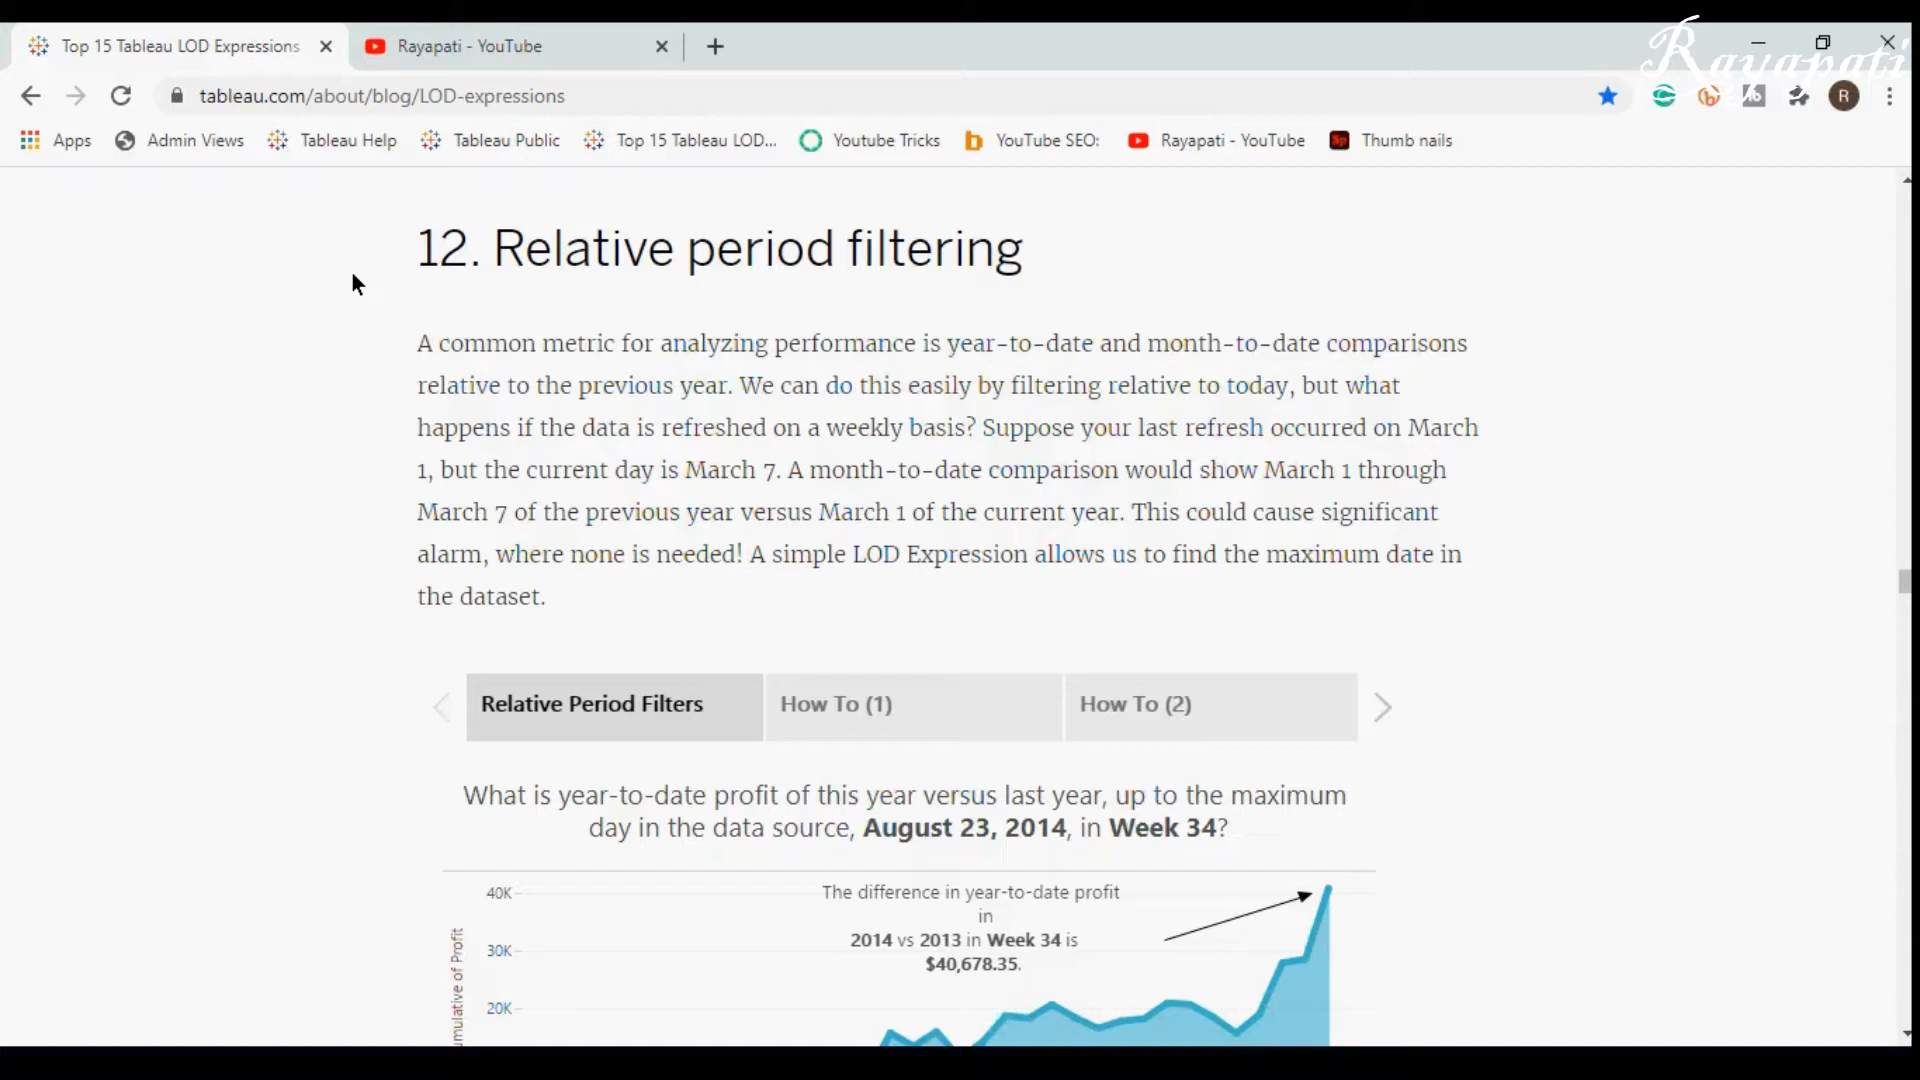 Top 15 Tableau LOD Expressions
Rayapati - YouTube
Rayapati
tableau.com/about/blog/LOD-expressions
R
Apps
Admin Views
Tableau Help
Tableau Public
Top 15 Tableau LOD...
Youtube Tricks
YouTube SEO:
Rayapati - YouTube
Thumb nails
12. Relative period filtering
A common metric for analyzing performance is year-to-date and month-to-date comparisons
relative to the previous year. We can do this easily by filtering relative to today, but what
happens if the data is refreshed on a weekly basis? Suppose your last refresh occurred on March
1, but the current day is March 7. A month-to-date comparison would show March 1 through
March 7 of the previous year versus March 1 of the current year. This could cause significant
alarm, where none is needed! A simple LOD Expression allows us to find the maximum date in
the dataset.
Relative Period Filters
How To (1)
How To (2)
What is year-to-date profit of this year versus last year, up to the maximum
day in the data source, August 23, 2014, in Week 34?
The difference in year-to-date profit
in
2014 vs 2013 in Week 34 is
$40,678.35.
40K
30K
20K
of Profit